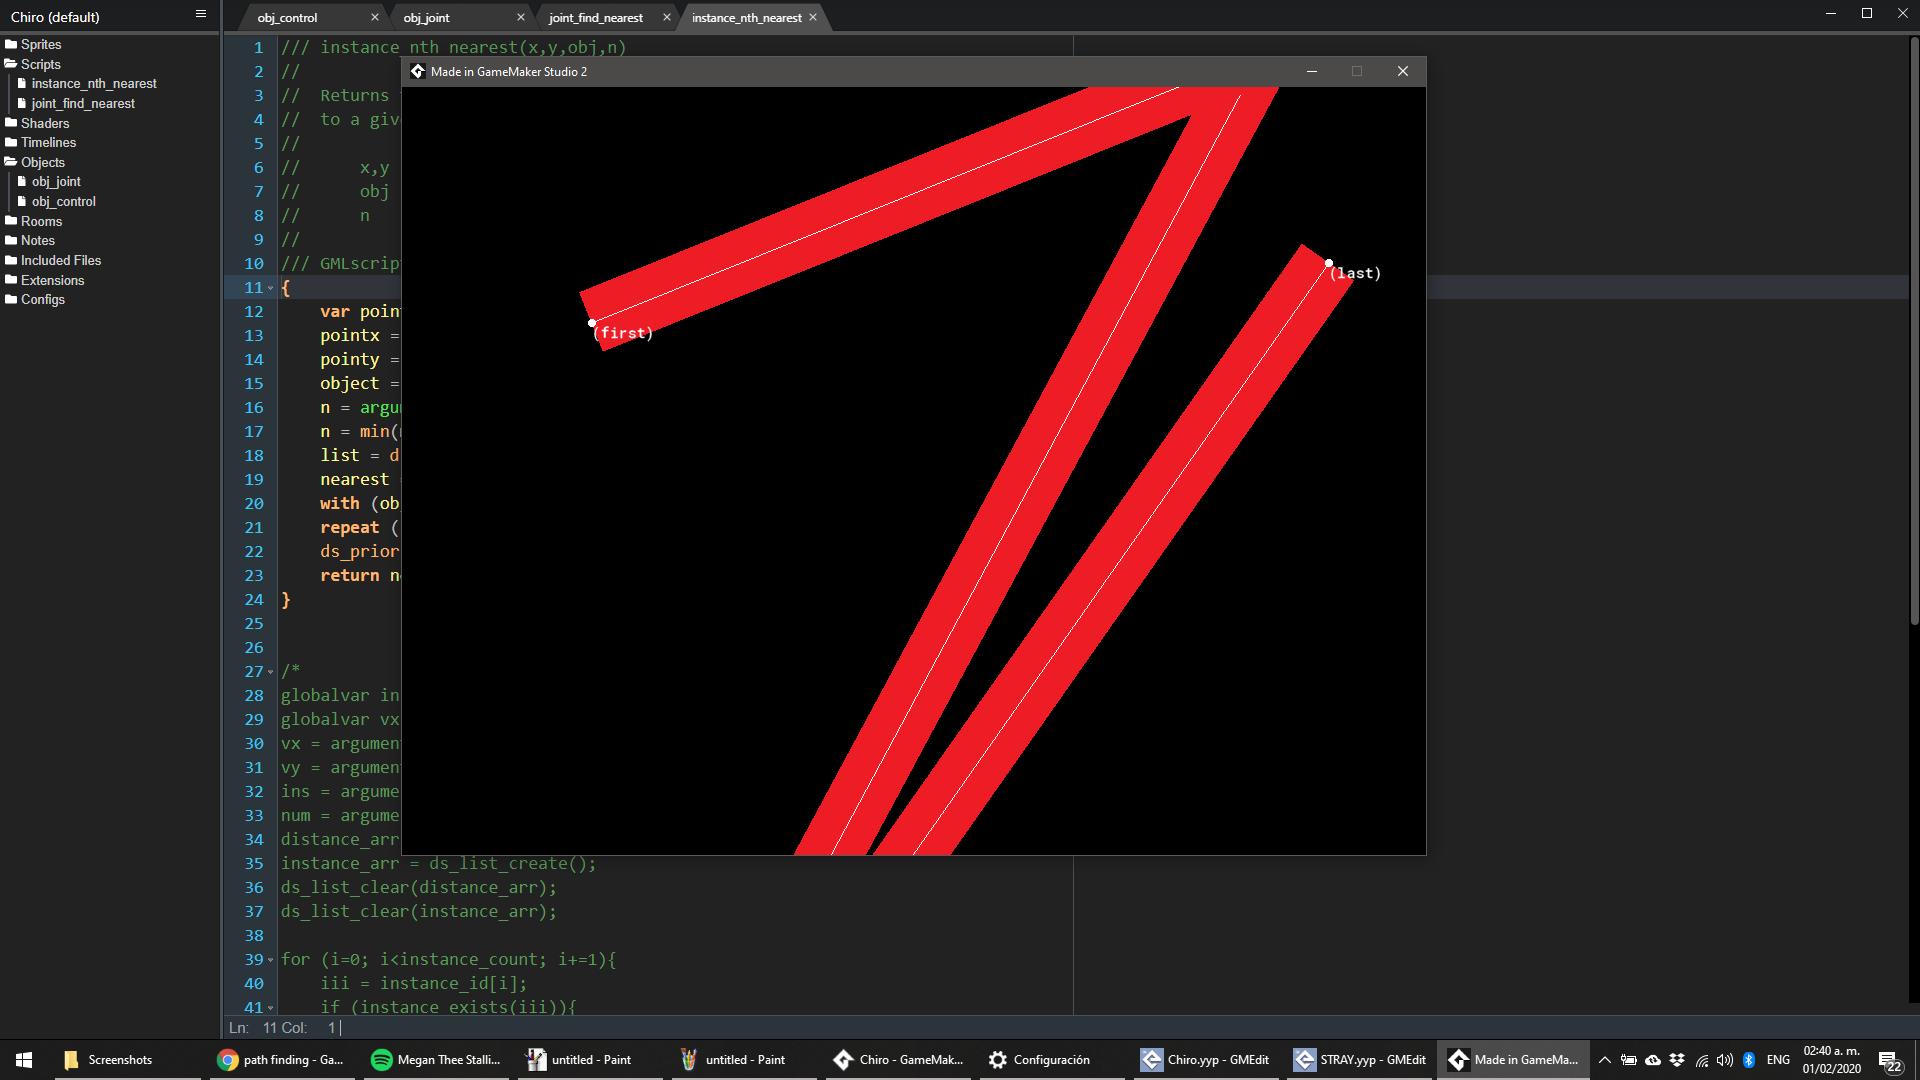 Chiro (default)
obj_control
obj_joint
joint_find_nearest
instance_nth_nearest
Sprites
Scripts
instance_nth_nearest
joint_find_nearest
Shaders
Timelines
Objects
obj_joint
obj_control
Rooms
Notes
Included Files
Extensions
Configs
1 /// instance_nth_nearest(x,y,obj,n)
2 //
3 // Returns
4 // to a giv
5 //
6 // x,y
7 // obj
8 // n
9 //
10 /// GMLscrip
11 {
12 var poin
13 pointx =
14 pointy =
15 object =
16 n = argu
17 n = min(
18 list = d
19 nearest
20 with (ob
21 repeat (
22 ds_prior
23 return n
24 }
25
26
27 /*
28 globalvar in
29 globalvar vx
30 vx = argumen
31 vy = argumen
32 ins = argume
33 num = argume
34 distance_arr
35 instance_arr = ds_list_create();
36 ds_list_clear(distance_arr);
37 ds_list_clear(instance_arr);
38
39 for (i=0; i<instance_count; i+=1){
40 iii = instance_id[i];
41 if (instance_exists(iii)){
Made in GameMaker Studio 2
(last)
(first)
Ln: 11 Col: 1
Screenshots
path finding - Ga...
Megan Thee Stalli...
untitled - Paint
untitled - Paint
Chiro - GameMak...
Configuración
Chiro.yyp - GMEdit
STRAY.yyp - GMEdit
Made in GameMa...
ENG
02:40 a. m.
01/02/2020
22